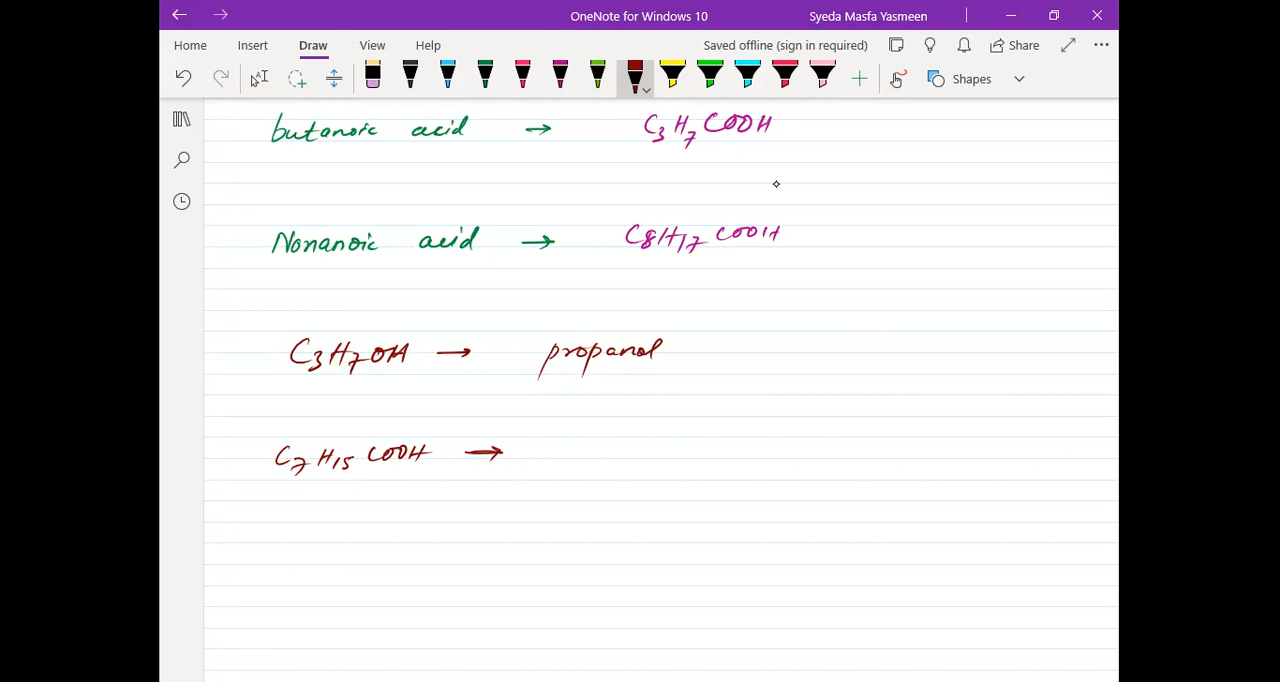 OneNote for Windows 10
Syeda Masfa Yasmeen
Home Insert Draw View Help
Saved offline (sign in required)
Share
Shapes
butanoic acid → C₃H₇COOH
Nonanoic acid → C8H17COOH
C₃H₇OH → propanol
C₇H₁₅COOH →